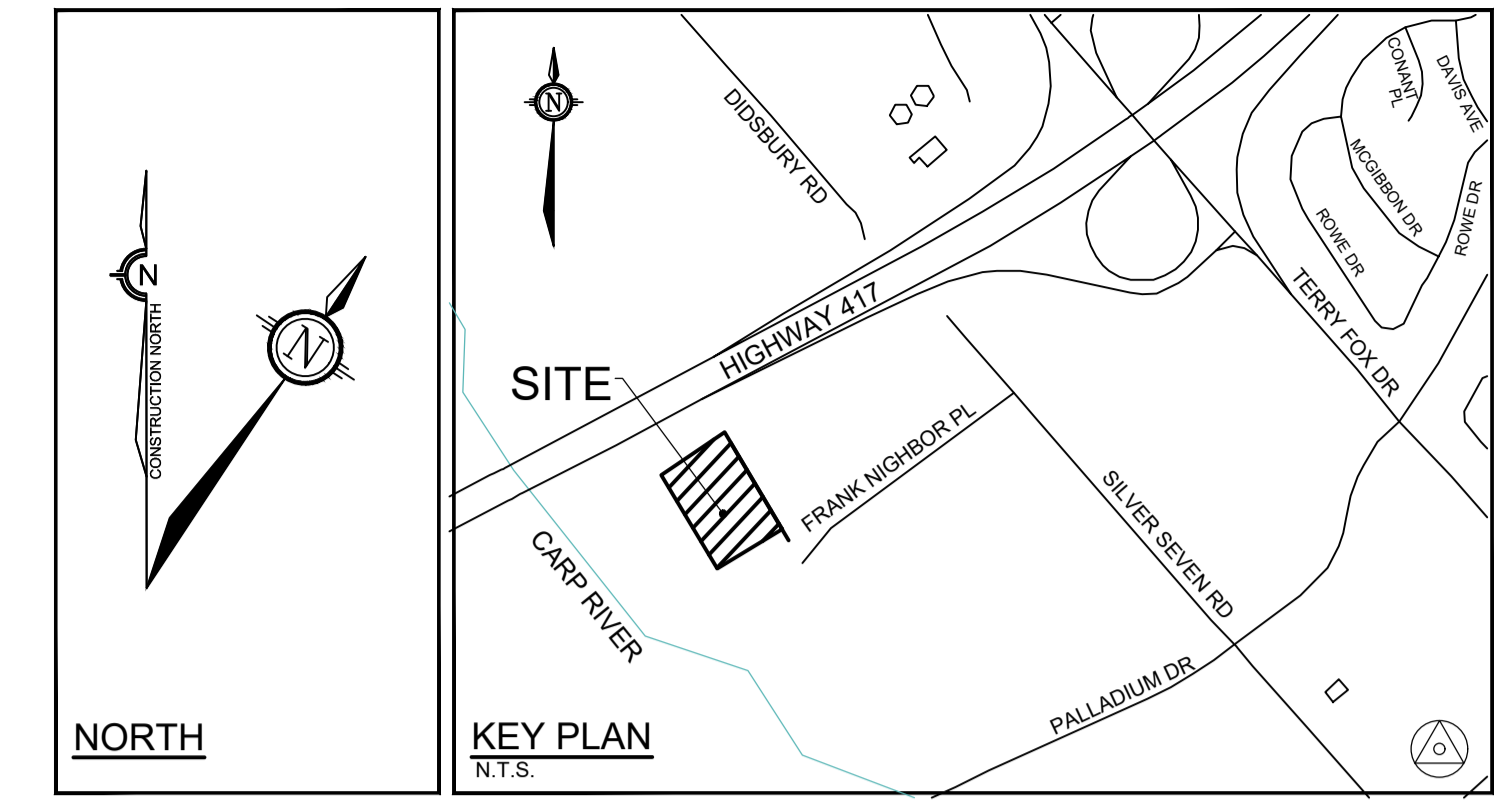 N
CONSTRUCTION NORTH
N
NORTH
N
DIDSBURY RD
CONANT
PL
DAVIS AVE
MCGIBBON DR
ROWE DR
ROWE DR
HIGHWAY 417
TERRY FOX DR
SITE
FRANK NIGHBOR PL
SILVER SEVEN RD
CARP RIVER
PALLADIUM DR
KEY PLAN
N.T.S.